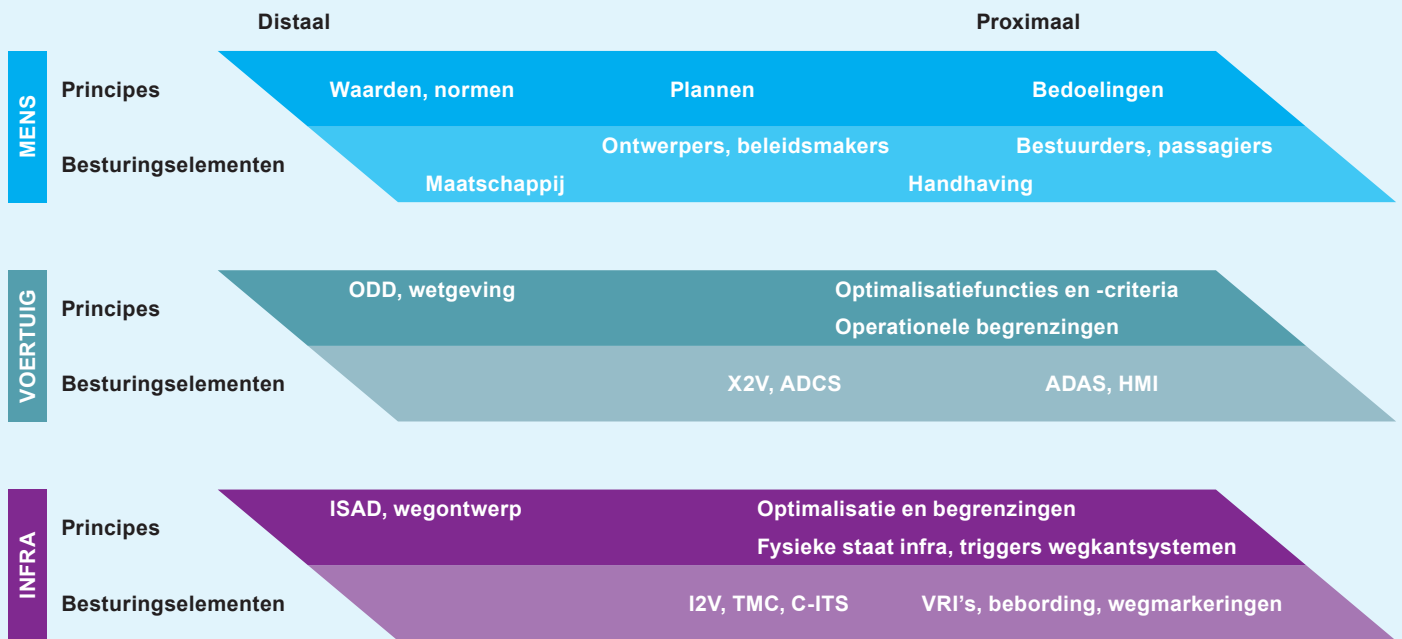 Distaal Proximaal
MENS
Principes Waarden, normen Plannen Bedoelingen
Ontwerpers, beleidsmakers Bestuurders, passagiers
Besturingselementen
Maatschappij Handhaving
VOERTUIG
ODD, wetgeving Optimalisatiefuncties en -criteria
Principes
Operationele begrenzingen
Besturingselementen X2V, ADCS ADAS, HMI
INFRA
ISAD, wegontwerp Optimalisatie en begrenzingen
Principes
Fysieke staat infra, triggers wegkantsystemen
Besturingselementen I2V, TMC, C-ITS VRI's, bebording, wegmarkeringen